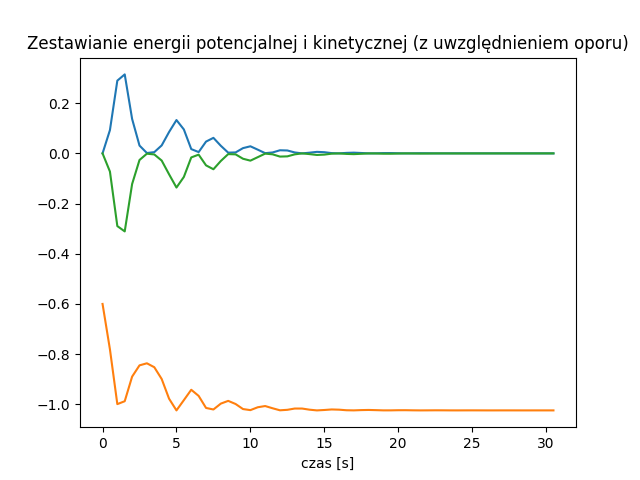 Zestawianie energii potencjalnej i kinetycznej (z uwzględnieniem oporu)
0.2
0.0
−0.2
−0.4
−0.6
−0.8
−1.0
0 5 10 15 20 25 30
czas [s]